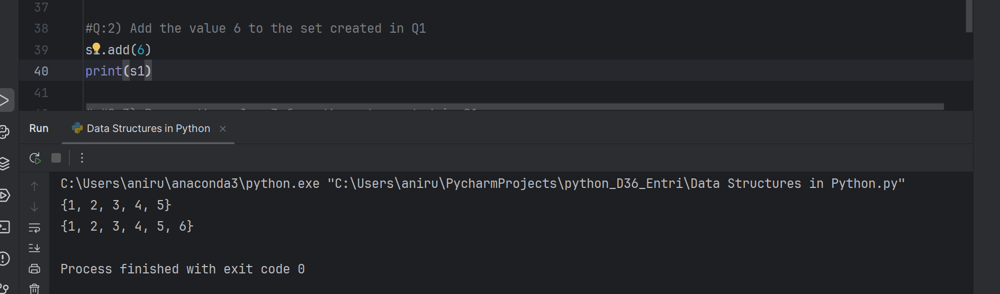 37
38 #Q:2) Add the value 6 to the set created in Q1
39 s1.add(6)
40 print(s1)
41
Run Data Structures in Python
C:\Users\aniru\anaconda3\python.exe "C:\Users\aniru\PycharmProjects\python_D36_Entri\Data Structures in Python.py"
{1, 2, 3, 4, 5}
{1, 2, 3, 4, 5, 6}
Process finished with exit code 0